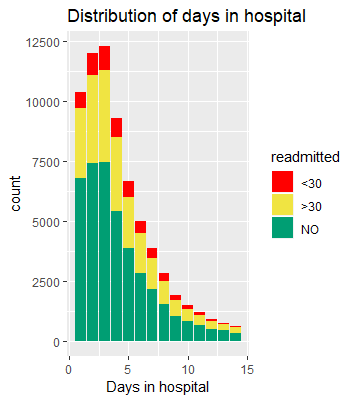 Distribution of days in hospital
12500
10000
7500
5000
2500
0
count
0 5 10 15
Days in hospital
readmitted
<30
>30
NO